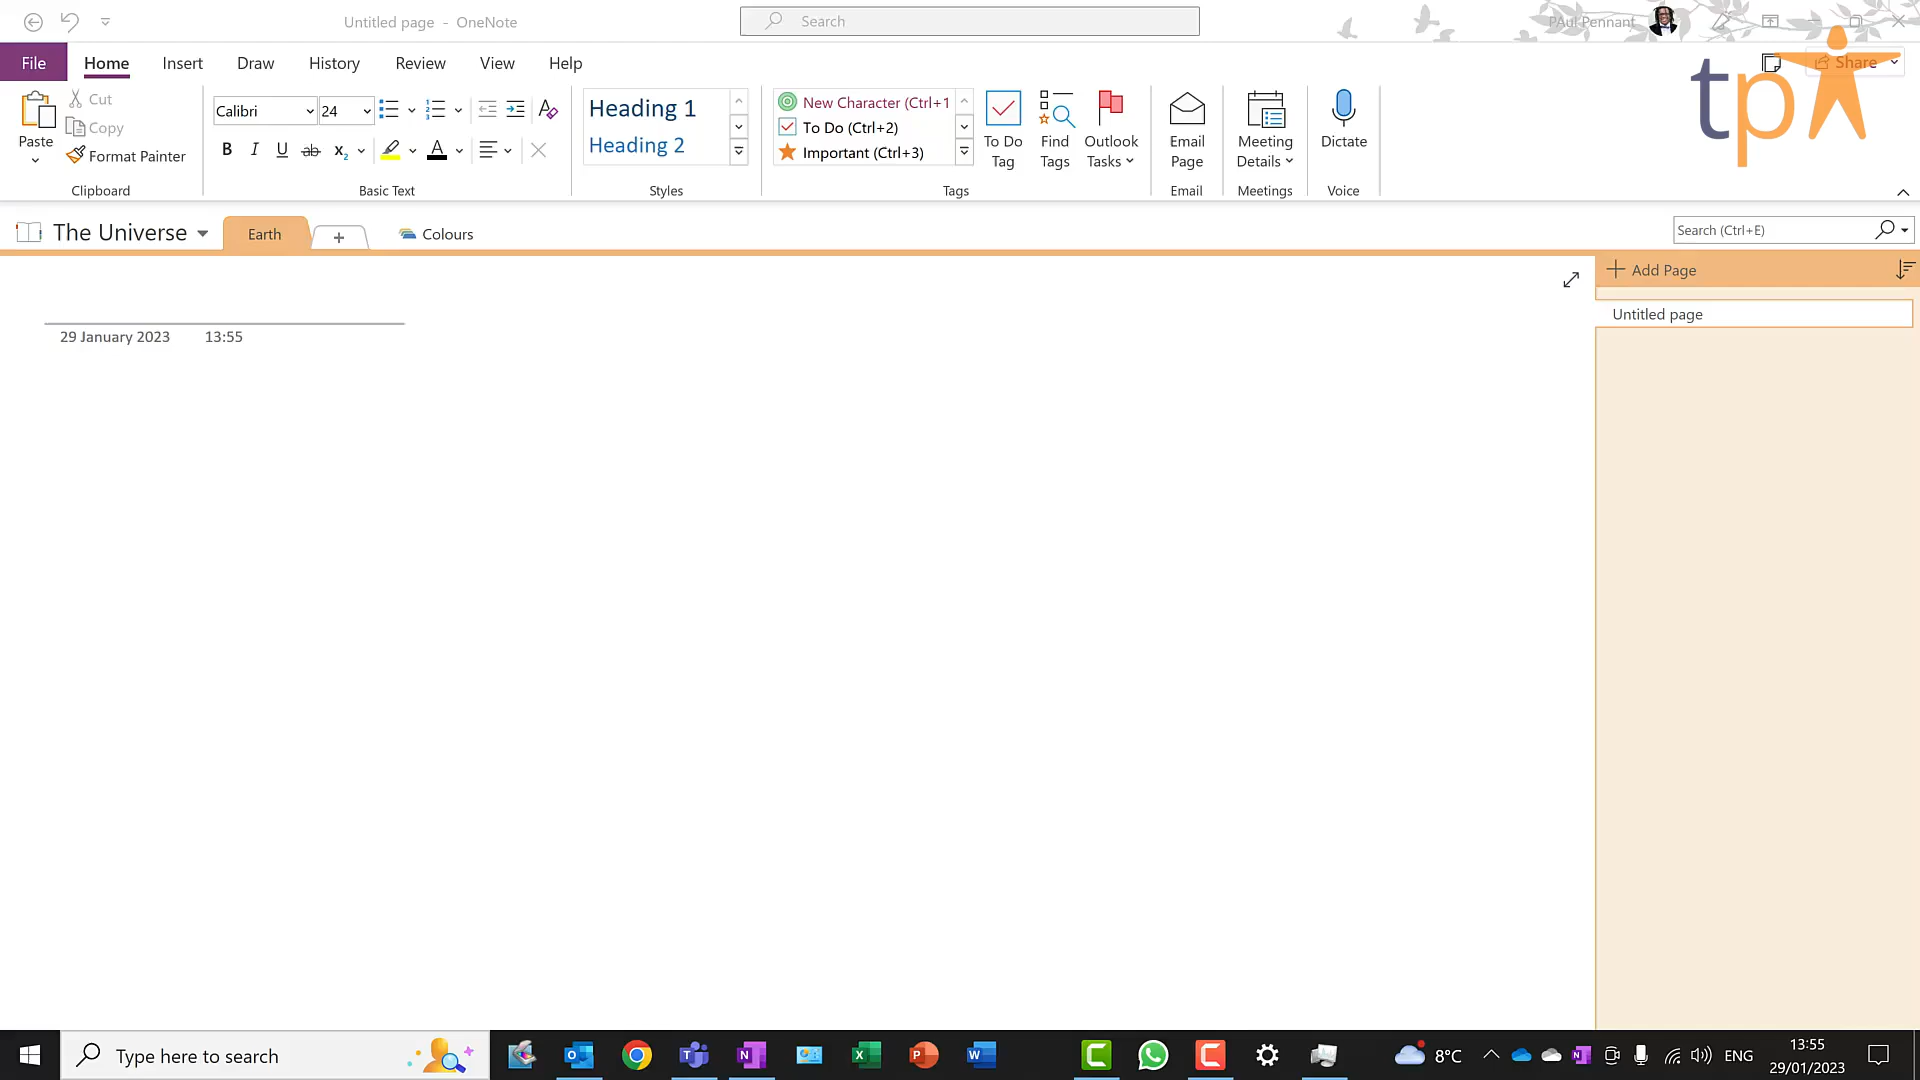 Untitled page - OneNote
Search
PAul Pennant
File Home Insert Draw History Review View Help
Share
Paste
Cut
Copy
Format Painter
Clipboard
Calibri 24
B I U ab x2 A
Basic Text
Heading 1
Heading 2
Styles
New Character (Ctrl+1
To Do (Ctrl+2)
Important (Ctrl+3)
Tags
To Do Tag
Find Tags
Outlook Tasks
Email Page
Email
Meeting Details
Meetings
Dictate
Voice
tp
The Universe Earth + Colours
Search (Ctrl+E)
Add Page
Untitled page
29 January 2023 13:55
Type here to search
8°C
ENG
13:55
29/01/2023